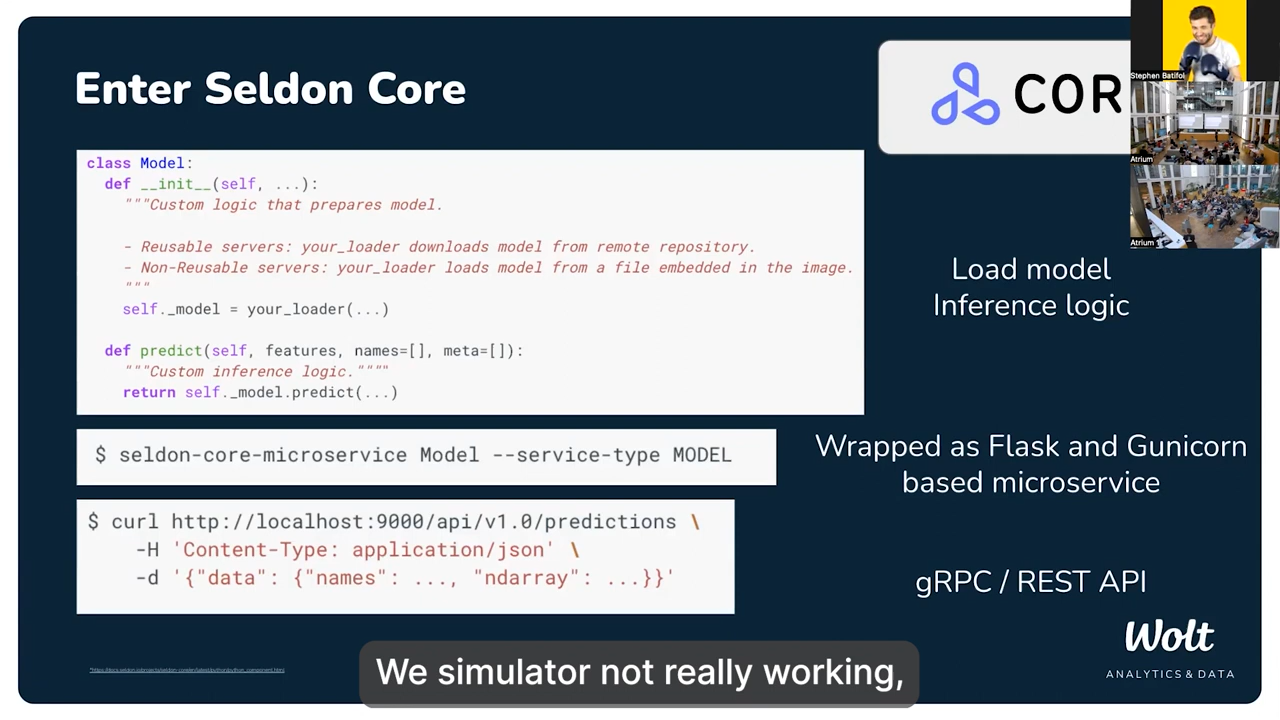 Enter Seldon Core
COR
Stephen Batifol
Atrium
Atrium
class Model:
def __init__(self, ...):
"""Custom logic that prepares model.
- Reusable servers: your_loader downloads model from remote repository.
- Non-Reusable servers: your_loader loads model from a file embedded in the image.
"""
self._model = your_loader(...)
def predict(self, features, names=[], meta=[]):
"""Custom inference logic.""""
return self._model.predict(...)
Load model
Inference logic
$ seldon-core-microservice Model --service-type MODEL
Wrapped as Flask and Gunicorn
based microservice
$ curl http://localhost:9000/api/v1.0/predictions \
-H 'Content-Type: application/json' \
-d '{"data": {"names": ..., "ndarray": ...}}'
gRPC / REST API
Wolt
ANALYTICS & DATA
We simulator not really working,